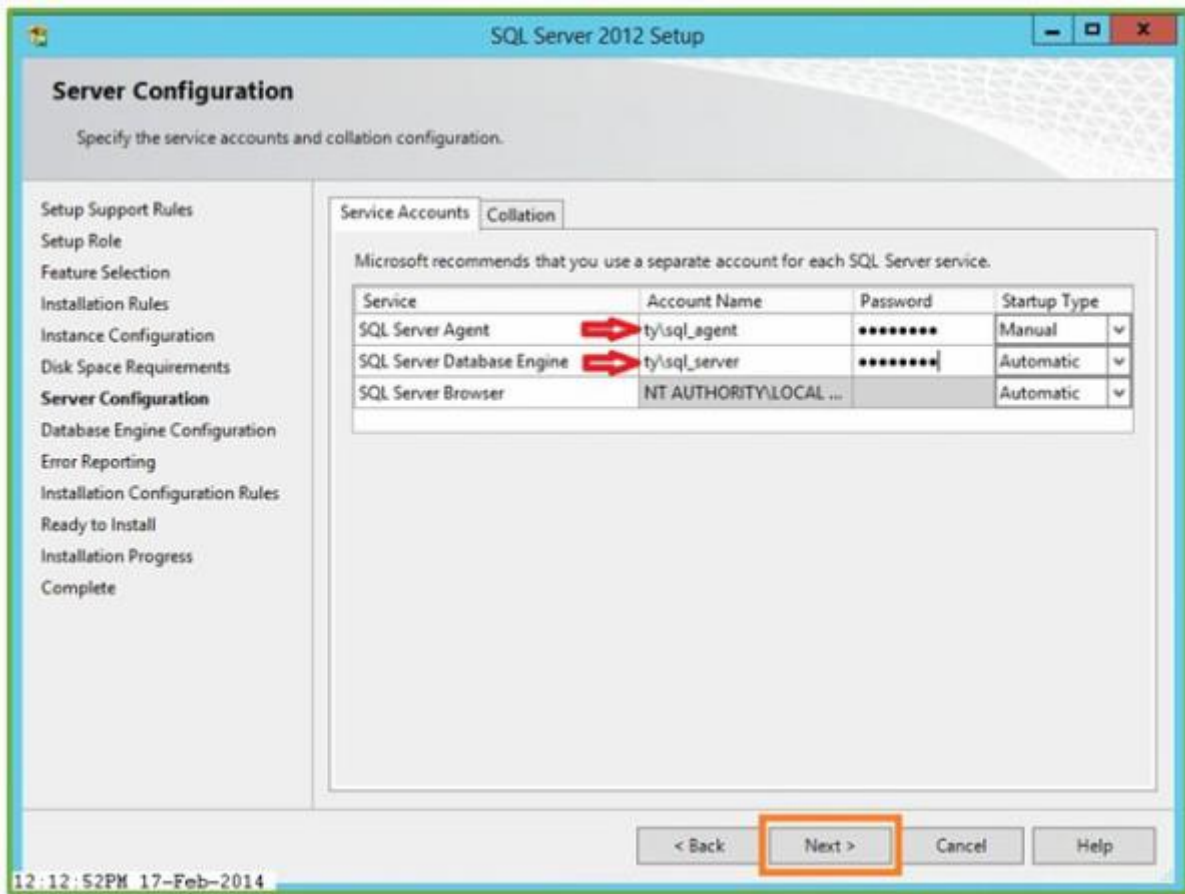 SQL Server 2012 Setup
Server Configuration
Specify the service accounts and collation configuration.
Setup Support Rules
Setup Role
Feature Selection
Installation Rules
Instance Configuration
Disk Space Requirements
Server Configuration
Database Engine Configuration
Error Reporting
Installation Configuration Rules
Ready to Install
Installation Progress
Complete
Service Accounts Collation
Microsoft recommends that you use a separate account for each SQL Server service.
Service Account Name Password Startup Type
SQL Server Agent ty\sql_agent ●●●●●●●● Manual
SQL Server Database Engine ty\sql_server ●●●●●●●●● Automatic
SQL Server Browser NT AUTHORITY\LOCAL ... Automatic
< Back Next > Cancel Help
12:12:52PM 17-Feb-2014